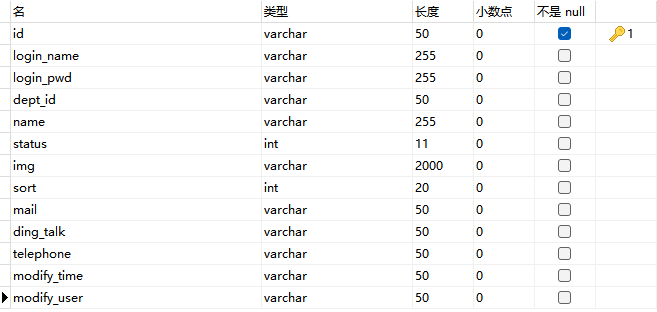 名 类型 长度 小数点 不是 null
id varchar 50 0 1
login_name varchar 255 0
login_pwd varchar 255 0
dept_id varchar 50 0
name varchar 255 0
status int 11 0
img varchar 2000 0
sort int 20 0
mail varchar 50 0
ding_talk varchar 50 0
telephone varchar 50 0
modify_time varchar 50 0
modify_user varchar 50 0